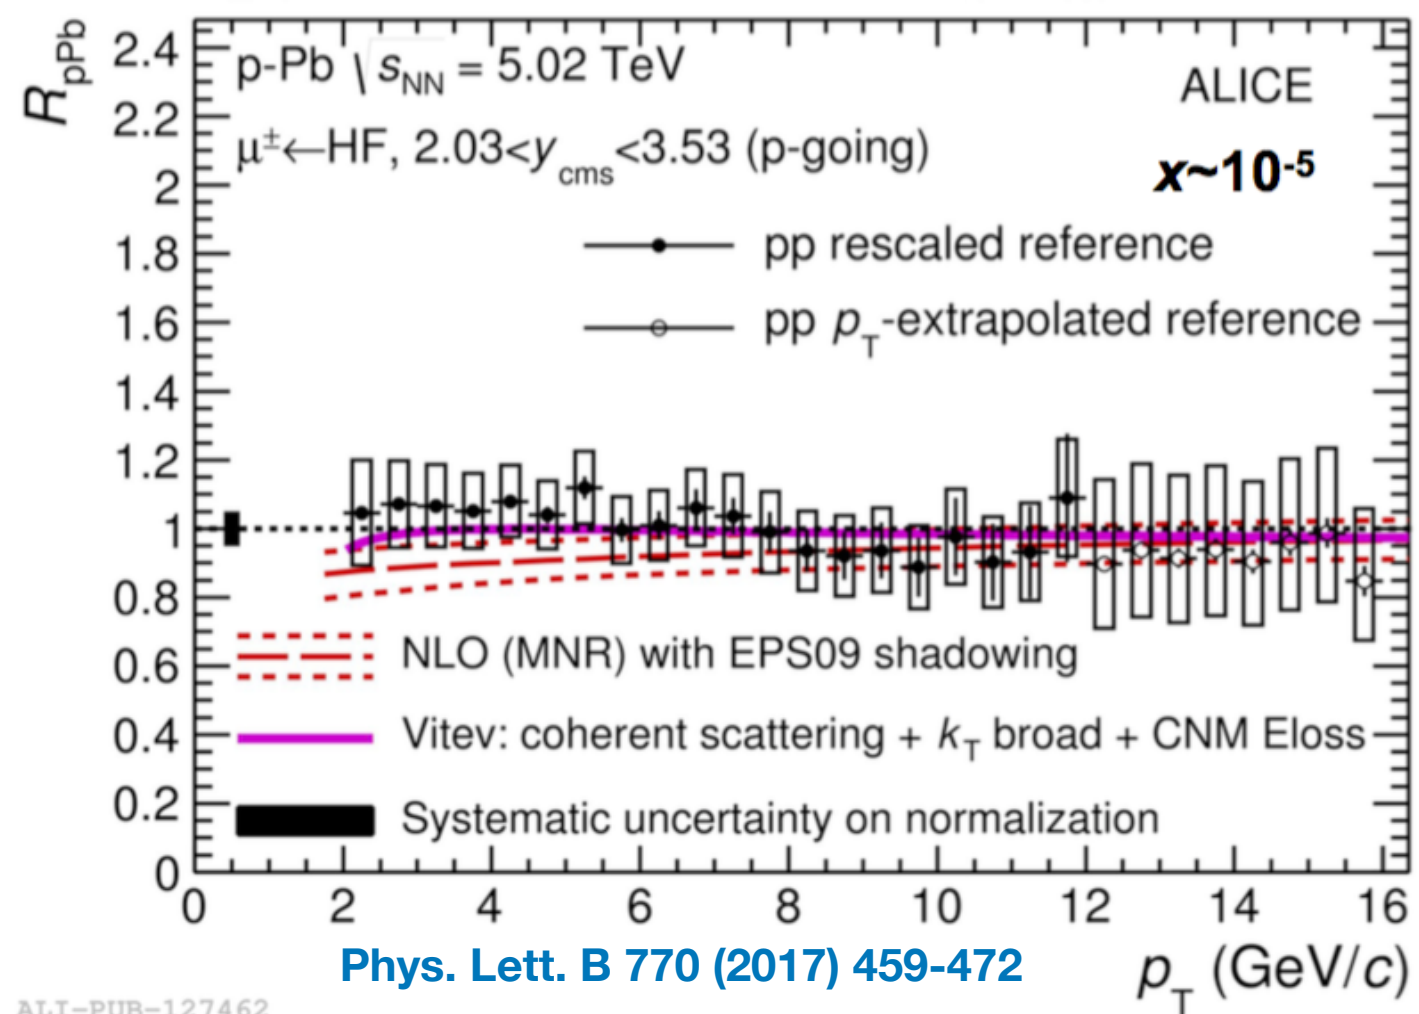 R_pPb
2.4
2.2
2
1.8
1.6
1.4
1.2
1
0.8
0.6
0.4
0.2
0
p-Pb √s_NN = 5.02 TeV
ALICE
μ±←HF, 2.03<y_cms<3.53 (p-going)
x~10⁻⁵
pp rescaled reference
pp p_T-extrapolated reference
NLO (MNR) with EPS09 shadowing
Vitev: coherent scattering + k_T broad + CNM Eloss
Systematic uncertainty on normalization
0 2 4 6 8 10 12 14 16
Phys. Lett. B 770 (2017) 459-472
p_T (GeV/c)
ALI-PUB-127462